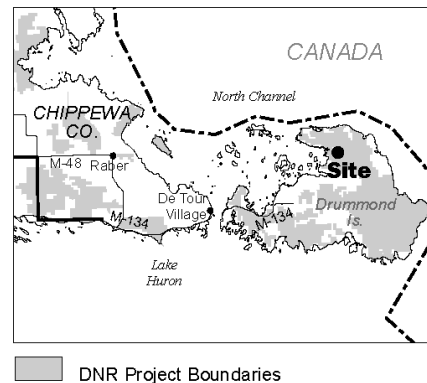 CANADA
North Channel
CHIPPEWA
CO.
M-48
Raber
Site
De Tour
Village
M-134
M-134
Drummond
Is.
Lake
Huron
DNR Project Boundaries